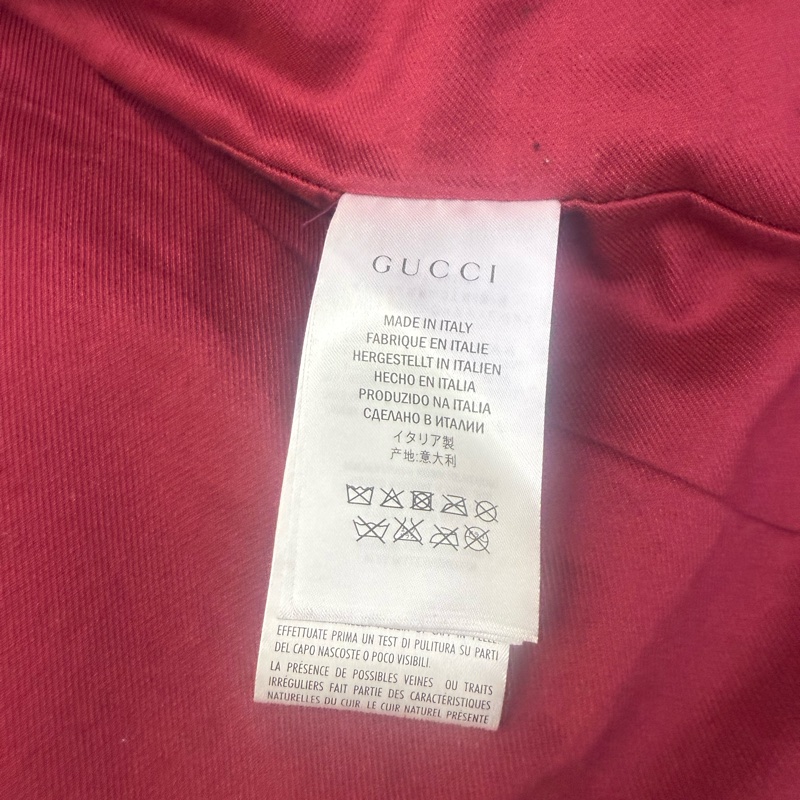 GUCCI
MADE IN ITALY
FABRIQUE EN ITALIE
HERGESTELLT IN ITALIEN
HECHO EN ITALIA
PRODUZIDO NA ITALIA
СДЕЛАНО В ИТАЛИИ
イタリア製
产地:意大利
EFFETTUATE PRIMA UN TEST DI PULITURA SU PARTI
DEL CAPO NASCOSTE O POCO VISIBILI.
LA PRÉSENCE DE POSSIBLES VEINES OU TRAITS
IRRÉGULIERS FAIT PARTIE DES CARACTÉRISTIQUES
NATURELLES DU CUIR. LE CUIR NATUREL PRÉSENTE